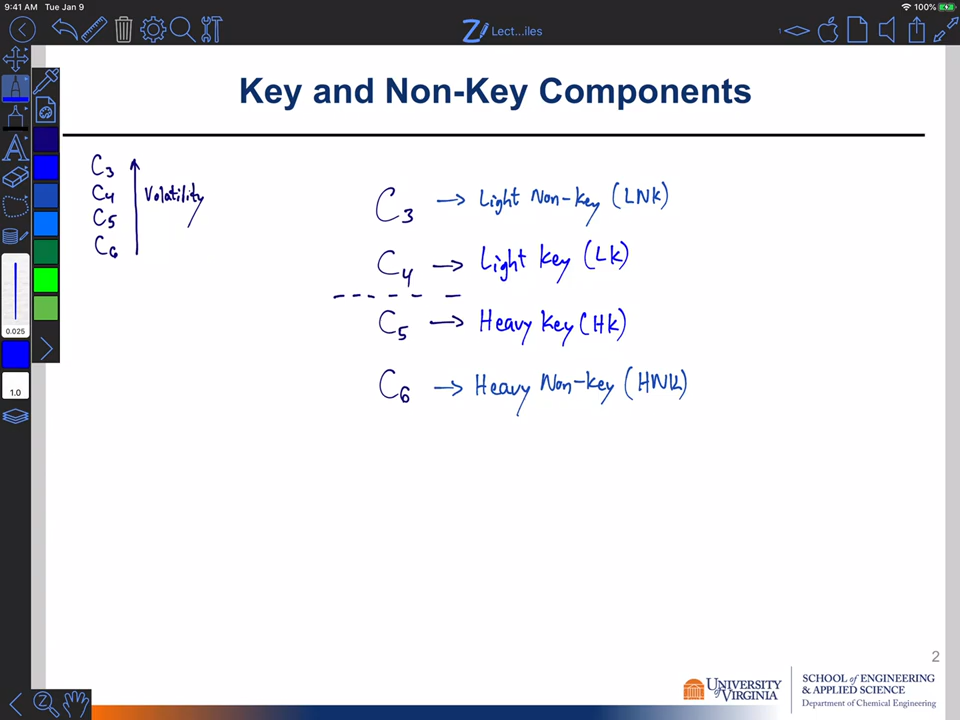 9:41 AM Tue Jan 9
100%
Lect...iles
Key and Non-Key Components
C3
C4
C5
C6
Volatility
C3 → Light Non-key (LNK)
C4 → Light key (LK)
C5 → Heavy key (HK)
C6 → Heavy Non-key (HNK)
0.025
1.0
2
UNIVERSITY of VIRGINIA
SCHOOL of ENGINEERING
& APPLIED SCIENCE
Department of Chemical Engineering